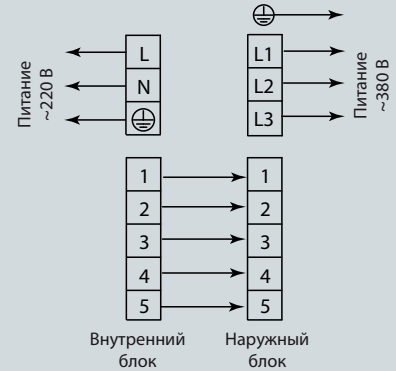 Питание
~220 В
L
N
L1
L2
L3
Питание
~380 В
1 1
2 2
3 3
4 4
5 5
Внутренний
блок
Наружный
блок